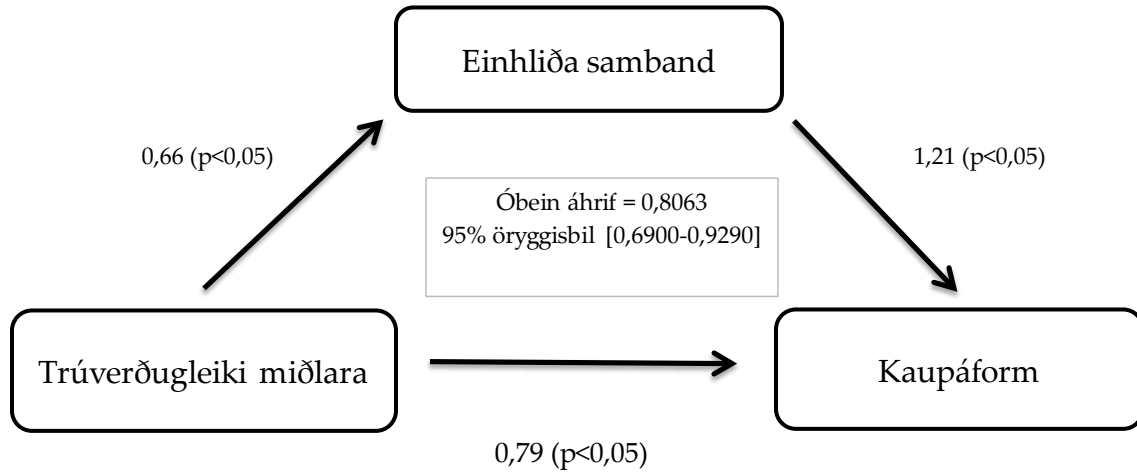 Einhliða samband
0,66 (p<0,05)
1,21 (p<0,05)
Óbein áhrif = 0,8063
95% öryggisbil [0,6900-0,9290]
Trúverðugleiki miðlara
Kaupáform
0,79 (p<0,05)